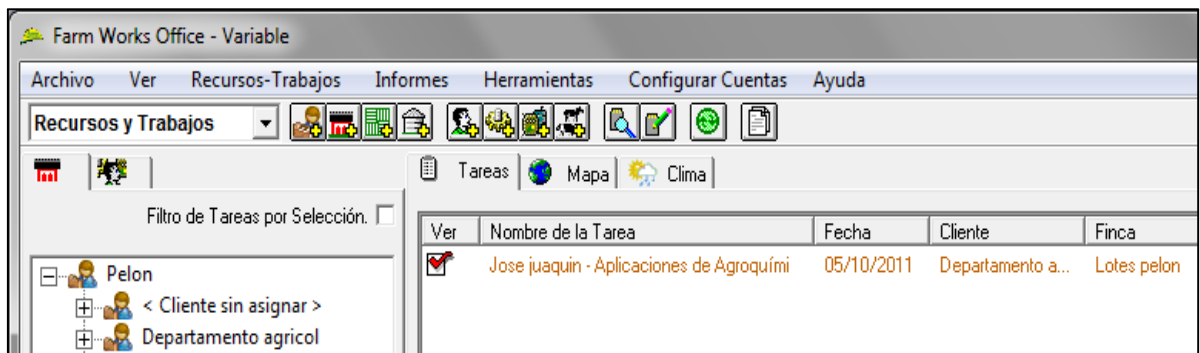 Farm Works Office - Variable
Archivo Ver Recursos-Trabajos Informes Herramientas Configurar Cuentas Ayuda
Recursos y Trabajos
Tareas Mapa Clima
Filtro de Tareas por Selección.
Ver Nombre de la Tarea Fecha Cliente Finca
Jose juaquin - Aplicaciones de Agroquími 05/10/2011 Departamento a... Lotes pelon
Pelon
< Cliente sin asignar >
Departamento agricol